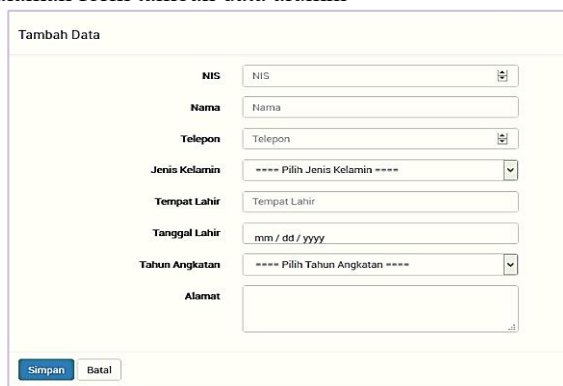 Tambah Data
NIS NIS
Nama Nama
Telepon Telepon
Jenis Kelamin ==== Pilih Jenis Kelamin ====
Tempat Lahir Tempat Lahir
Tanggal Lahir mm / dd / yyyy
Tahun Angkatan ==== Pilih Tahun Angkatan ====
Alamat
Simpan Batal